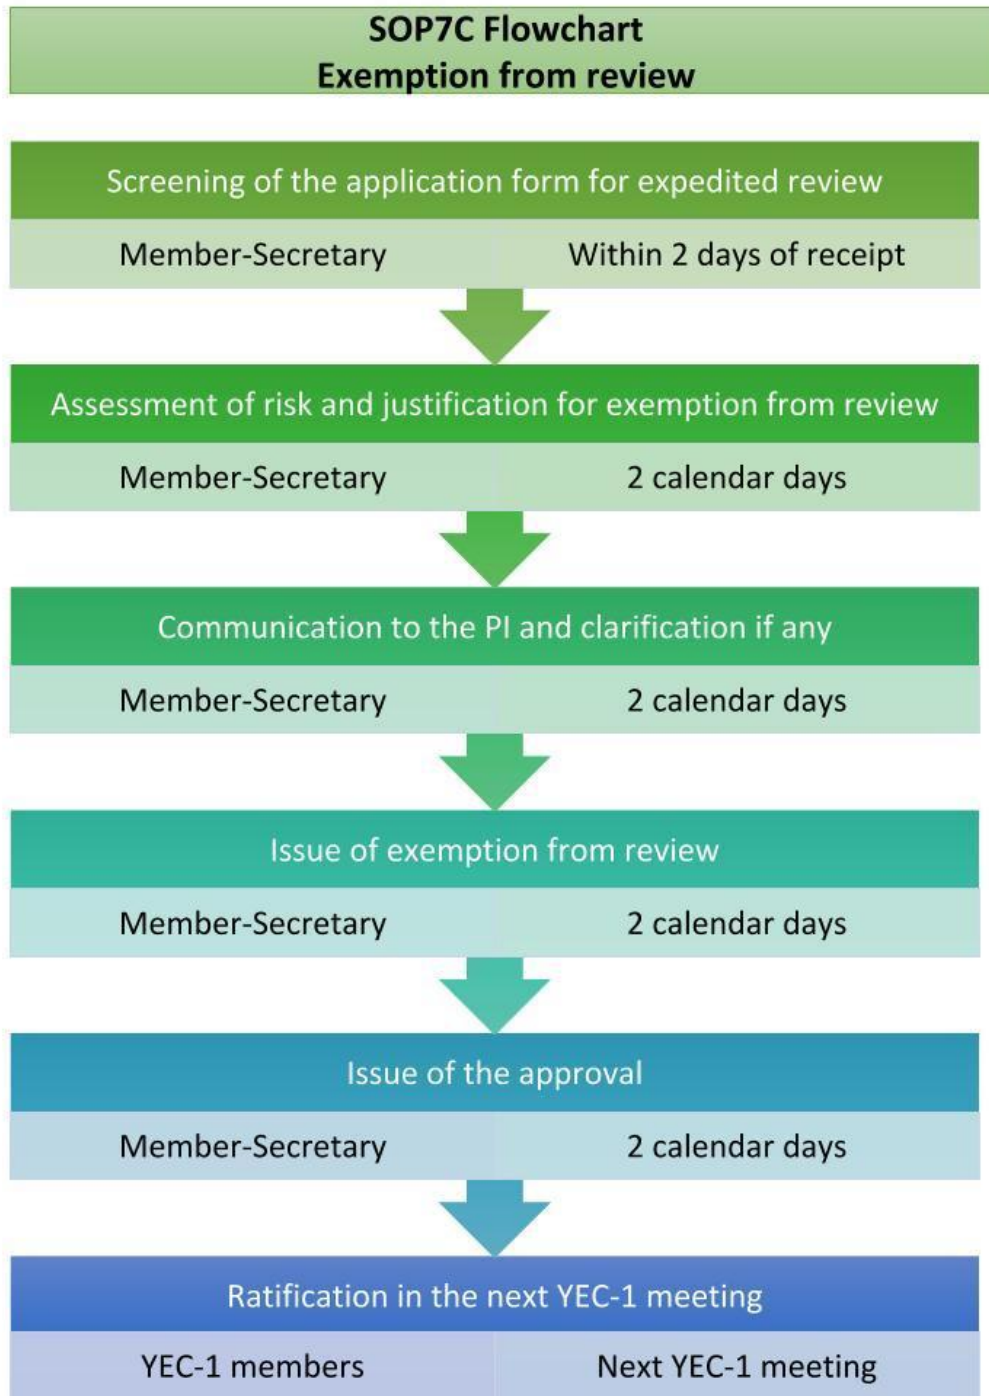 SOP7C Flowchart
Exemption from review
Screening of the application form for expedited review
Member-Secretary Within 2 days of receipt
Assessment of risk and justification for exemption from review
Member-Secretary 2 calendar days
Communication to the PI and clarification if any
Member-Secretary 2 calendar days
Issue of exemption from review
Member-Secretary 2 calendar days
Issue of the approval
Member-Secretary 2 calendar days
Ratification in the next YEC-1 meeting
YEC-1 members Next YEC-1 meeting